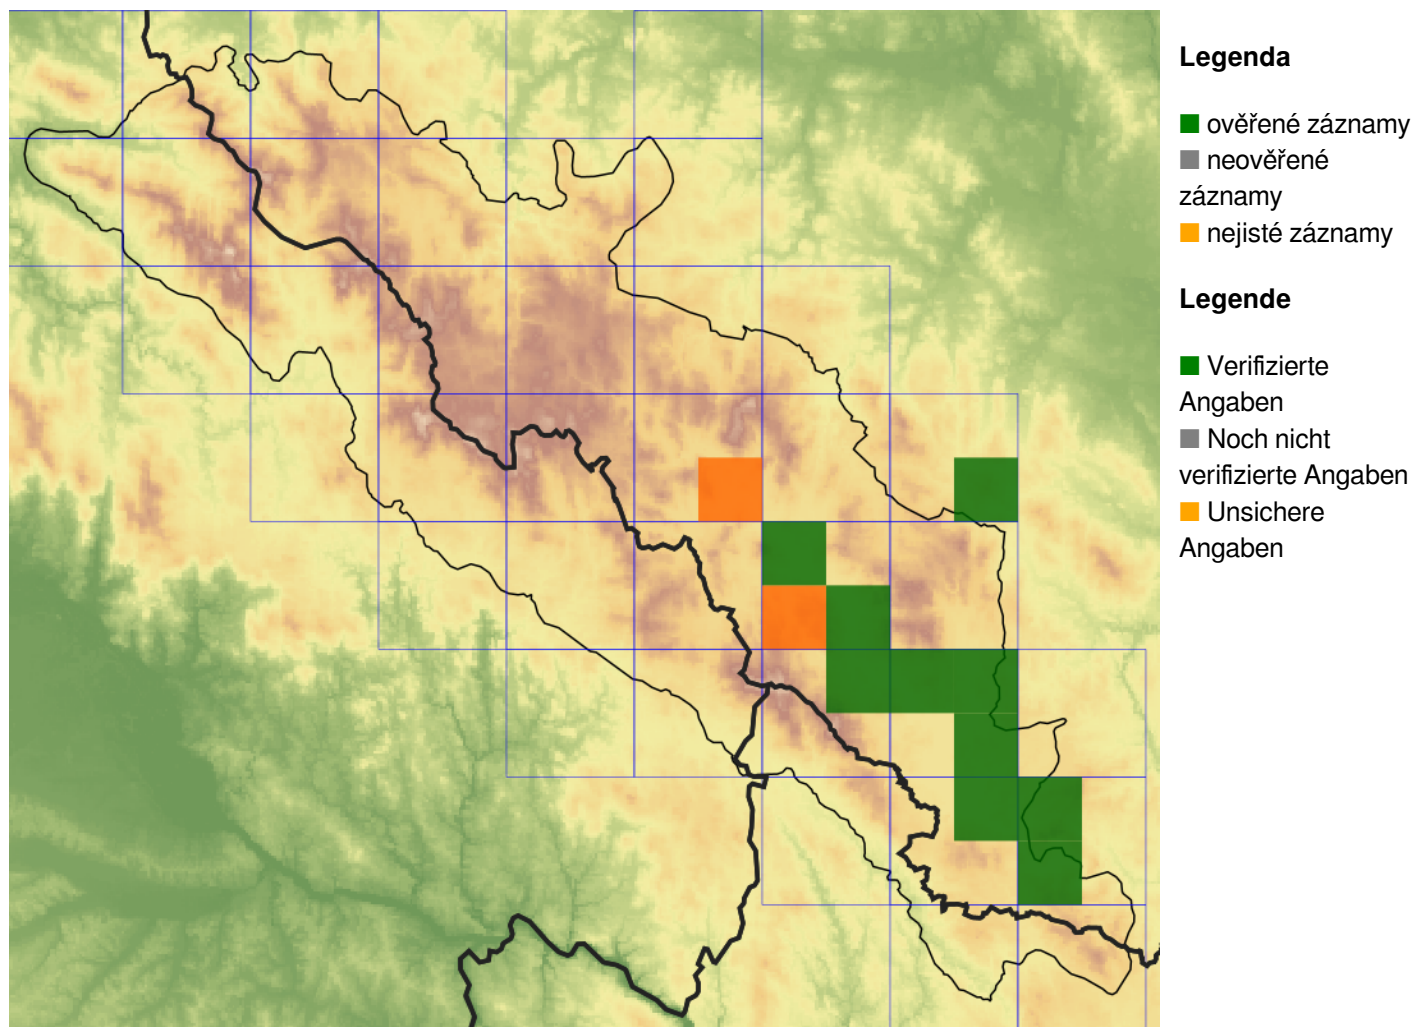 Legenda
ověřené záznamy
neověřené
záznamy
nejisté záznamy
Legende
Verifizierte
Angaben
Noch nicht
verifizierte Angaben
Unsichere
Angaben